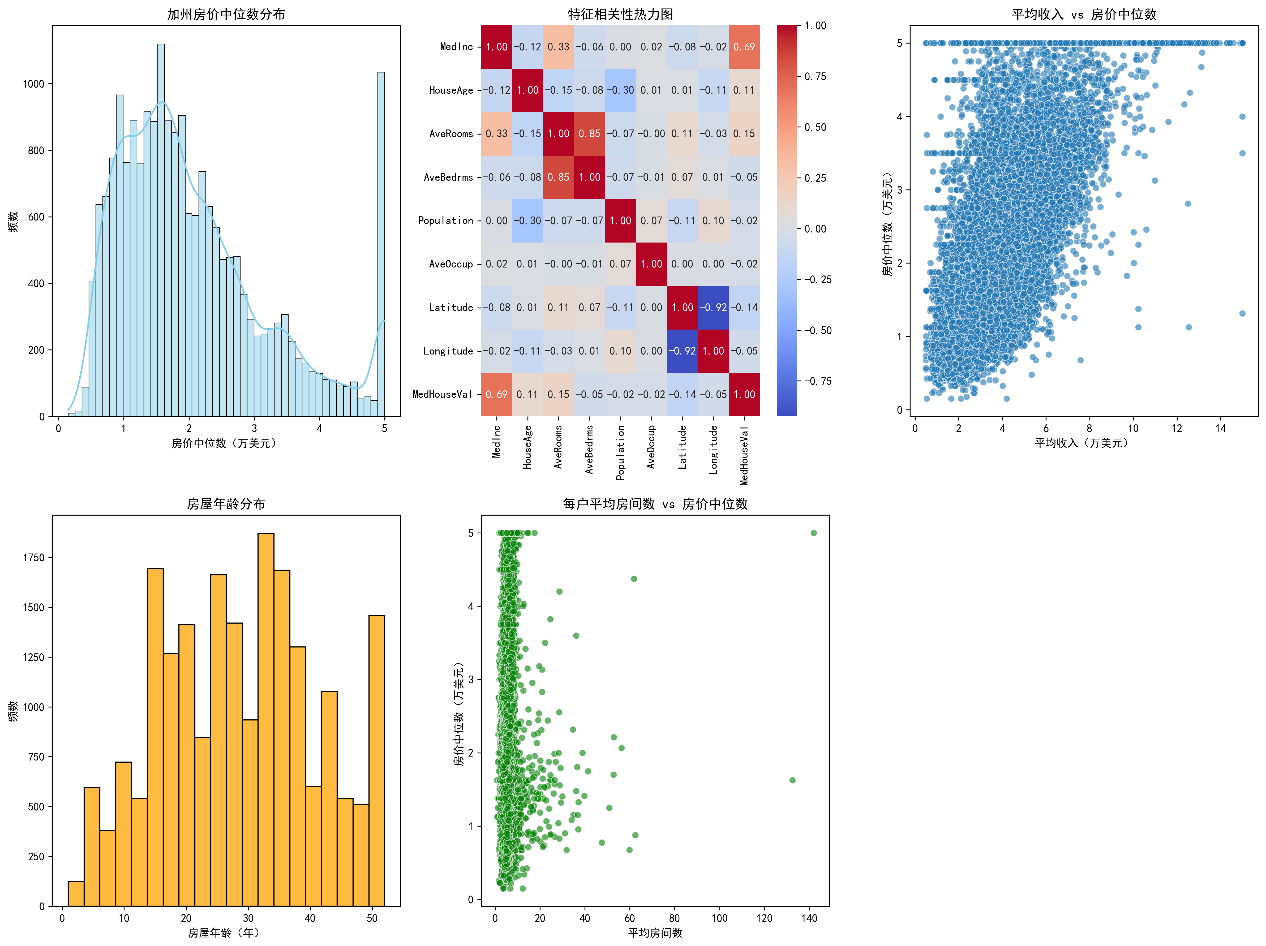 加州房价中位数分布
频数
1000
800
600
400
200
0
0 1 2 3 4 5
房价中位数（万美元）
特征相关性热力图
MedInc 1.00 -0.12 0.33 -0.06 0.00 0.02 -0.08 -0.02 0.69
HouseAge -0.12 1.00 -0.15 -0.08 -0.30 0.01 0.01 -0.11 0.11
AveRooms 0.33 -0.15 1.00 0.85 -0.07 -0.00 0.11 -0.03 0.15
AveBedrms -0.06 -0.08 0.85 1.00 -0.07 -0.01 0.07 0.01 -0.05
Population 0.00 -0.30 -0.07 -0.07 1.00 0.07 -0.11 0.10 -0.02
AveOccup 0.02 0.01 -0.00 -0.01 0.07 1.00 0.00 0.00 -0.02
Latitude -0.08 0.01 0.11 0.07 -0.11 0.00 1.00 -0.92 -0.14
Longitude -0.02 -0.11 -0.03 0.01 0.10 0.00 -0.92 1.00 -0.05
MedHouseVal 0.69 0.11 0.15 -0.05 -0.02 -0.02 -0.14 -0.05 1.00
MedInc HouseAge AveRooms AveBedrms Population AveOccup Latitude Longitude MedHouseVal
1.00
0.75
0.50
0.25
0.00
-0.25
-0.50
-0.75
平均收入 vs 房价中位数
房价中位数（万美元）
5
4
3
2
1
0
0 2 4 6 8 10 12 14
平均收入（万美元）
房屋年龄分布
频数
1750
1500
1250
1000
750
500
250
0
0 10 20 30 40 50
房屋年龄（年）
每户平均房间数 vs 房价中位数
房价中位数（万美元）
5
4
3
2
1
0
0 20 40 60 80 100 120 140
平均房间数